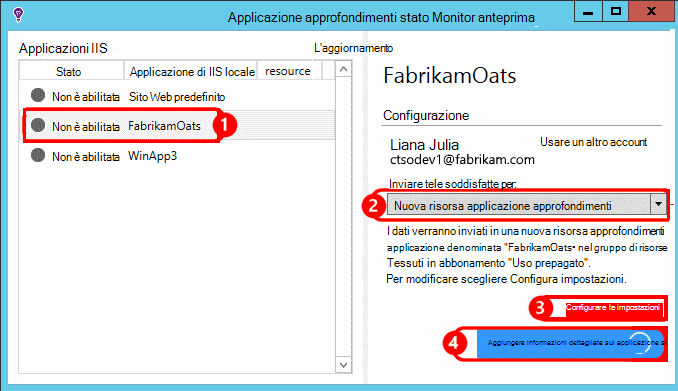 Applicazione approfondimenti stato Monitor anteprima
Applicazioni IIS
L'aggiornamento
Stato
Applicazione di IIS locale
resource
Non è abilitata
Sito Web predefinito
Non è abilitata
FabrikamOats
1
Non è abilitata
WinApp3
FabrikamOats
Configurazione
Liana Julia
Usare un altro account
ctsodev1@fabrikam.com
Inviare tele soddisfatte per:
2
Nuova risorsa applicazione approfondimenti
I dati verranno inviati in una nuova risorsa approfondimenti
applicazione denominata "FabrikamOats• nel gruppo di risorse
Tessuti in abbonamento "Uso prepagato".
Per modificare scegliere Configura impostazioni.
3
Configurare le impostazioni
4
Aggiungere informazioni dettagliate sul applicazione s